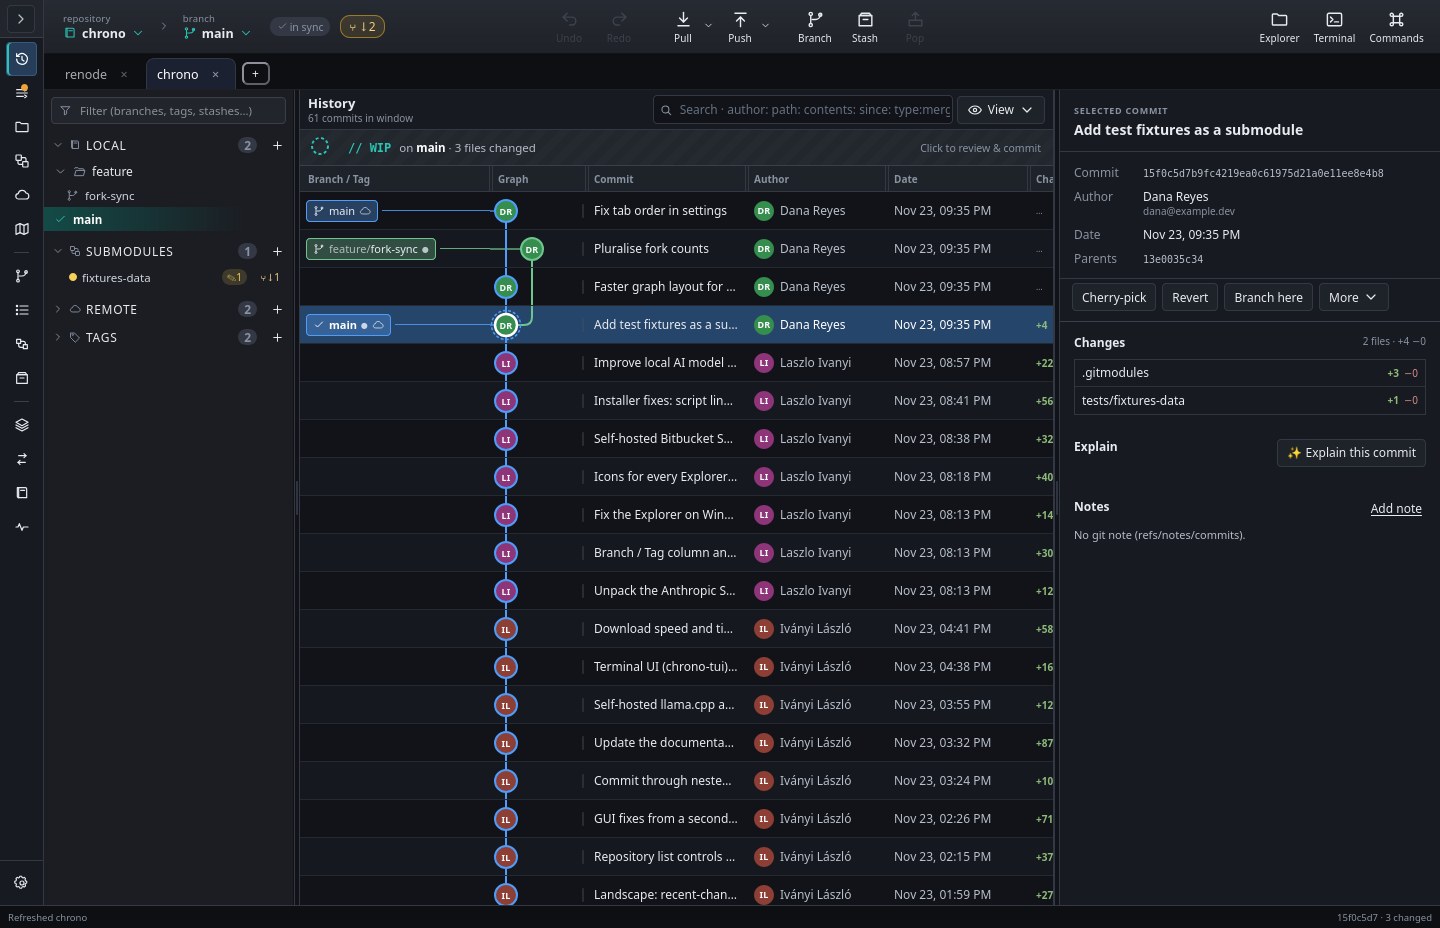 repository
chrono
branch
main
in sync
↓2
Undo
Redo
Pull
Push
Branch
Stash
Pop
Explorer
Terminal
Commands
renode ×
chrono ×
+
Filter (branches, tags, stashes…)
LOCAL 2 +
feature
fork-sync
main
SUBMODULES 1 +
fixtures-data 1 ↓1
REMOTE 2 +
TAGS 2 +
History
61 commits in window
Search · author: path: contents: since: type:merg
View
// WIP on main · 3 files changed
Click to review & commit
Branch / Tag Graph Commit Author Date Cha
main DR Fix tab order in settings DR Dana Reyes Nov 23, 09:35 PM …
feature/fork-sync DR Pluralise fork counts DR Dana Reyes Nov 23, 09:35 PM …
DR Faster graph layout for … DR Dana Reyes Nov 23, 09:35 PM …
main DR Add test fixtures as a su… DR Dana Reyes Nov 23, 09:35 PM +4
LI Improve local AI model … LI Laszlo Ivanyi Nov 23, 08:57 PM +22
LI Installer fixes: script lin… LI Laszlo Ivanyi Nov 23, 08:41 PM +56
LI Self-hosted Bitbucket S… LI Laszlo Ivanyi Nov 23, 08:38 PM +32
LI Icons for every Explorer… LI Laszlo Ivanyi Nov 23, 08:18 PM +40
LI Fix the Explorer on Win… LI Laszlo Ivanyi Nov 23, 08:13 PM +14
LI Branch / Tag column an… LI Laszlo Ivanyi Nov 23, 08:13 PM +30
LI Unpack the Anthropic S… LI Laszlo Ivanyi Nov 23, 08:13 PM +12
IL Download speed and ti… IL Iványi László Nov 23, 04:41 PM +58
IL Terminal UI (chrono-tui)… IL Iványi László Nov 23, 04:38 PM +16
IL Self-hosted llama.cpp a… IL Iványi László Nov 23, 03:55 PM +12
IL Update the documenta… IL Iványi László Nov 23, 03:32 PM +87
IL Commit through neste… IL Iványi László Nov 23, 03:24 PM +10
IL GUI fixes from a second… IL Iványi László Nov 23, 02:26 PM +71
IL Repository list controls … IL Iványi László Nov 23, 02:15 PM +37
IL Landscape: recent-chan… IL Iványi László Nov 23, 01:59 PM +27
SELECTED COMMIT
Add test fixtures as a submodule
Commit 15f0c5d7b9fc4219ea0c61975d21a0e11ee8e4b8
Author Dana Reyes
dana@example.dev
Date Nov 23, 09:35 PM
Parents 13e0035c34
Cherry-pick
Revert
Branch here
More
Changes 2 files · +4 −0
.gitmodules +3 −0
tests/fixtures-data +1 −0
Explain
✨ Explain this commit
Notes
Add note
No git note (refs/notes/commits).
Refreshed chrono
15f0c5d7 · 3 changed